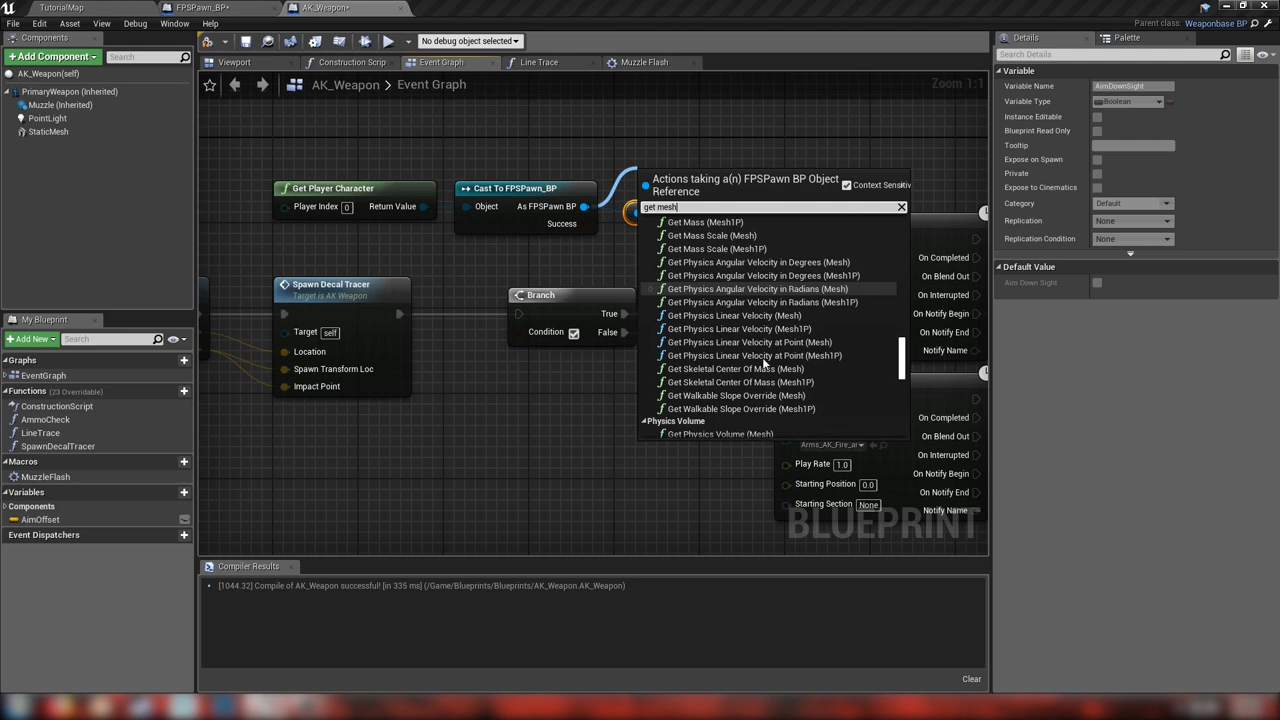 TutorialMap
FPSPawn_BP*
AK_Weapon*
File Edit Asset View Debug Window Help
Parent class: Weaponbase BP
Components
Add Component
Search
AK_Weapon(self)
PrimaryWeapon (Inherited)
Muzzle (Inherited)
PointLight
StaticMesh
No debug object selected
Viewport
Construction Scrip
Event Graph
Line Trace
Muzzle Flash
AK_Weapon > Event Graph
Zoom 1:1
Get Player Character
Player Index 0
Return Value
Cast To FPSPawn_BP
Object
As FPSPawn BP
Success
Spawn Decal Tracer
Target is AK Weapon
Target self
Location
Spawn Transform Loc
Impact Point
Branch
True
Condition
False
Actions taking a(n) FPSPawn BP Object
Reference
Context Sensitiv
get mesh
Get Mass (Mesh1P)
Get Mass Scale (Mesh)
Get Mass Scale (Mesh1P)
Get Physics Angular Velocity in Degrees (Mesh)
Get Physics Angular Velocity in Degrees (Mesh1P)
Get Physics Angular Velocity in Radians (Mesh)
Get Physics Angular Velocity in Radians (Mesh1P)
Get Physics Linear Velocity (Mesh)
Get Physics Linear Velocity (Mesh1P)
Get Physics Linear Velocity at Point (Mesh)
Get Physics Linear Velocity at Point (Mesh1P)
Get Skeletal Center Of Mass (Mesh)
Get Skeletal Center Of Mass (Mesh1P)
Get Walkable Slope Override (Mesh)
Get Walkable Slope Override (Mesh1P)
Physics Volume
Get Physics Volume (Mesh)
On Completed
On Blend Out
On Interrupted
On Notify Begin
On Notify End
Notify Name
On Completed
Arms_AK_Fire_ar
On Blend Out
Play Rate 1.0
On Interrupted
On Notify Begin
Starting Position 0.0
On Notify End
Starting Section None
Notify Name
BLUEPRINT
My Blueprint
Add New
Search
Graphs
EventGraph
Functions (23 Overridable)
ConstructionScript
AmmoCheck
LineTrace
SpawnDecalTracer
Macros
MuzzleFlash
Variables
Components
AimOffset
Event Dispatchers
Compiler Results
[1044.32] Compile of AK_Weapon successful! [in 335 ms] (/Game/Blueprints/Blueprints/AK_Weapon.AK_Weapon)
Clear
Details
Palette
Search Details
Variable
Variable Name AimDownSight
Variable Type Boolean
Instance Editable
Blueprint Read Only
Tooltip
Expose on Spawn
Private
Expose to Cinematics
Category Default
Replication None
Replication Condition None
Default Value
Aim Down Sight